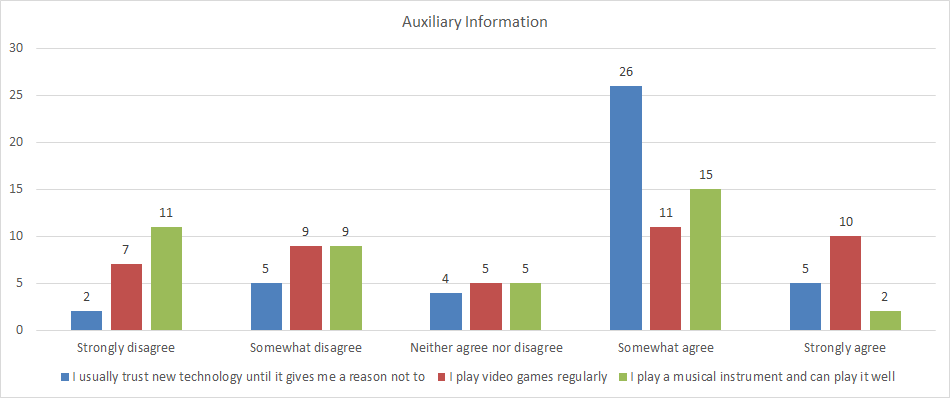 Auxiliary Information
30
25
20
15
10
5
0
2 7 11 5 9 9 4 5 5 26 11 15 5 10 2
Strongly disagree Somewhat disagree Neither agree nor disagree Somewhat agree Strongly agree
I usually trust new technology until it gives me a reason not to I play video games regularly I play a musical instrument and can play it well